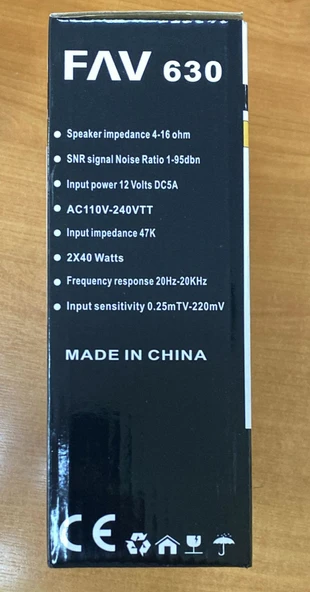 FAV 630
Speaker impedance 4-16 ohm
SNR signal Noise Ratio 1-95dbn
Input power 12 Volts DC5A
AC110V-240VTT
Input impedance 47K
2X40 Watts
Frequency response 20Hz-20KHz
Input sensitivity 0.25mTV-220mV
MADE IN CHINA
CE